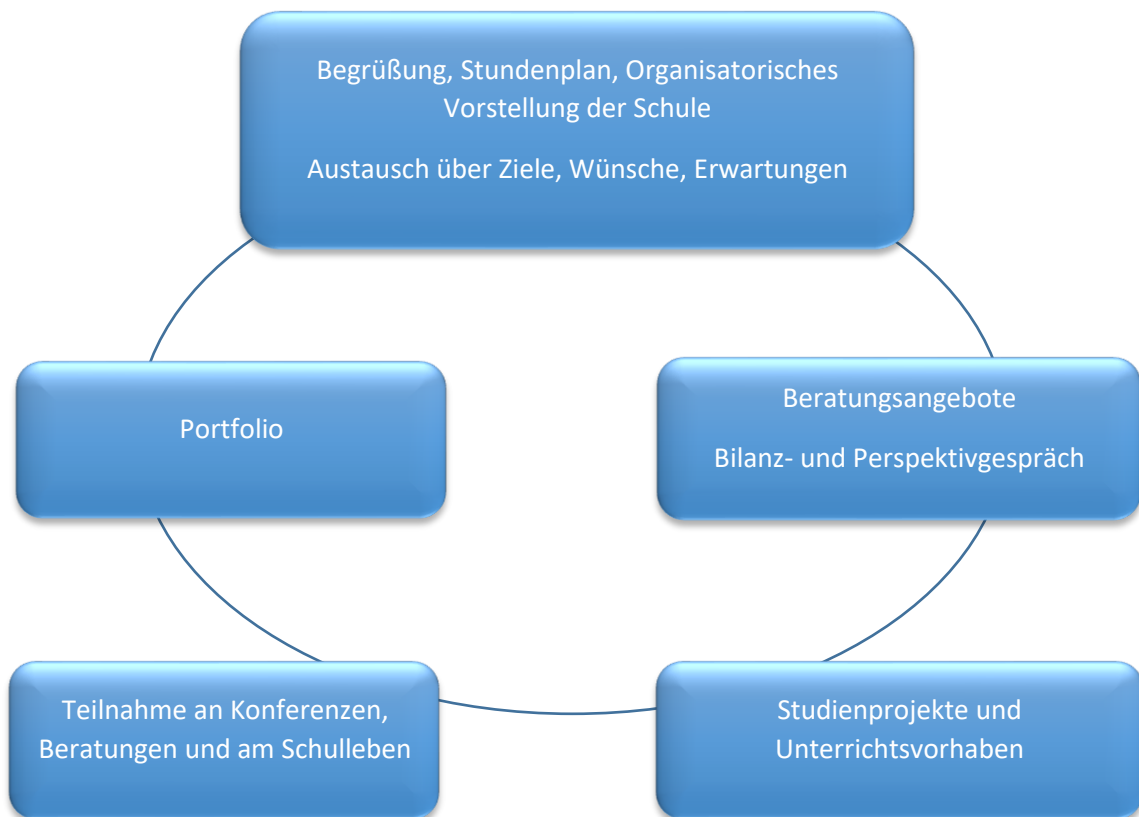 Begrüßung, Stundenplan, Organisatorisches
Vorstellung der Schule
Austausch über Ziele, Wünsche, Erwartungen
Portfolio
Beratungsangebote
Bilanz- und Perspektivgespräch
Teilnahme an Konferenzen,
Beratungen und am Schulleben
Studienprojekte und
Unterrichtsvorhaben